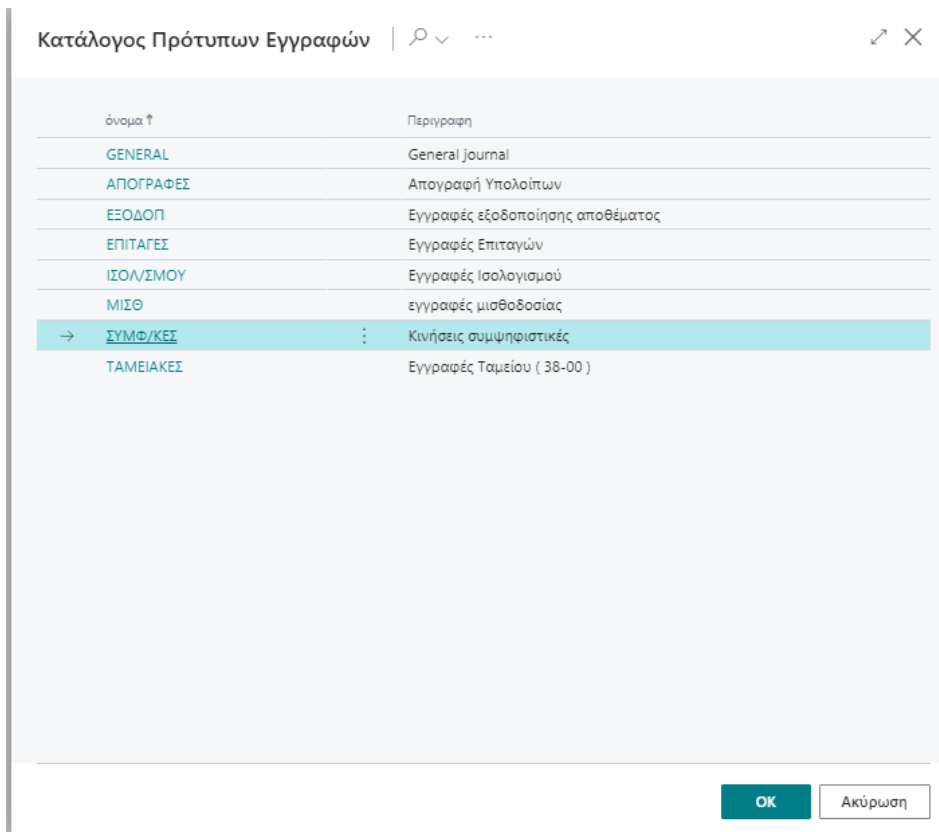 Κατάλογος Πρότυπων Εγγραφών
όνομα↑ Περιγραφη
GENERAL General journal
ΑΠΟΓΡΑΦΕΣ Απογραφή Υπολοίπων
ΕΞΟΔΟΠ Εγγραφές εξοδοποίησης αποθέματος
ΕΠΙΤΑΓΕΣ Εγγραφές Επιταγών
ΙΣΟΛ/ΣΜΟΥ Εγγραφές Ισολογισμού
ΜΙΣΘ εγγραφές μισθοδοσίας
ΣΥΜΦ/ΚΕΣ Κινήσεις συμψηφιστικές
ΤΑΜΕΙΑΚΕΣ Εγγραφές Ταμείου ( 38-00 )
OK Ακύρωση